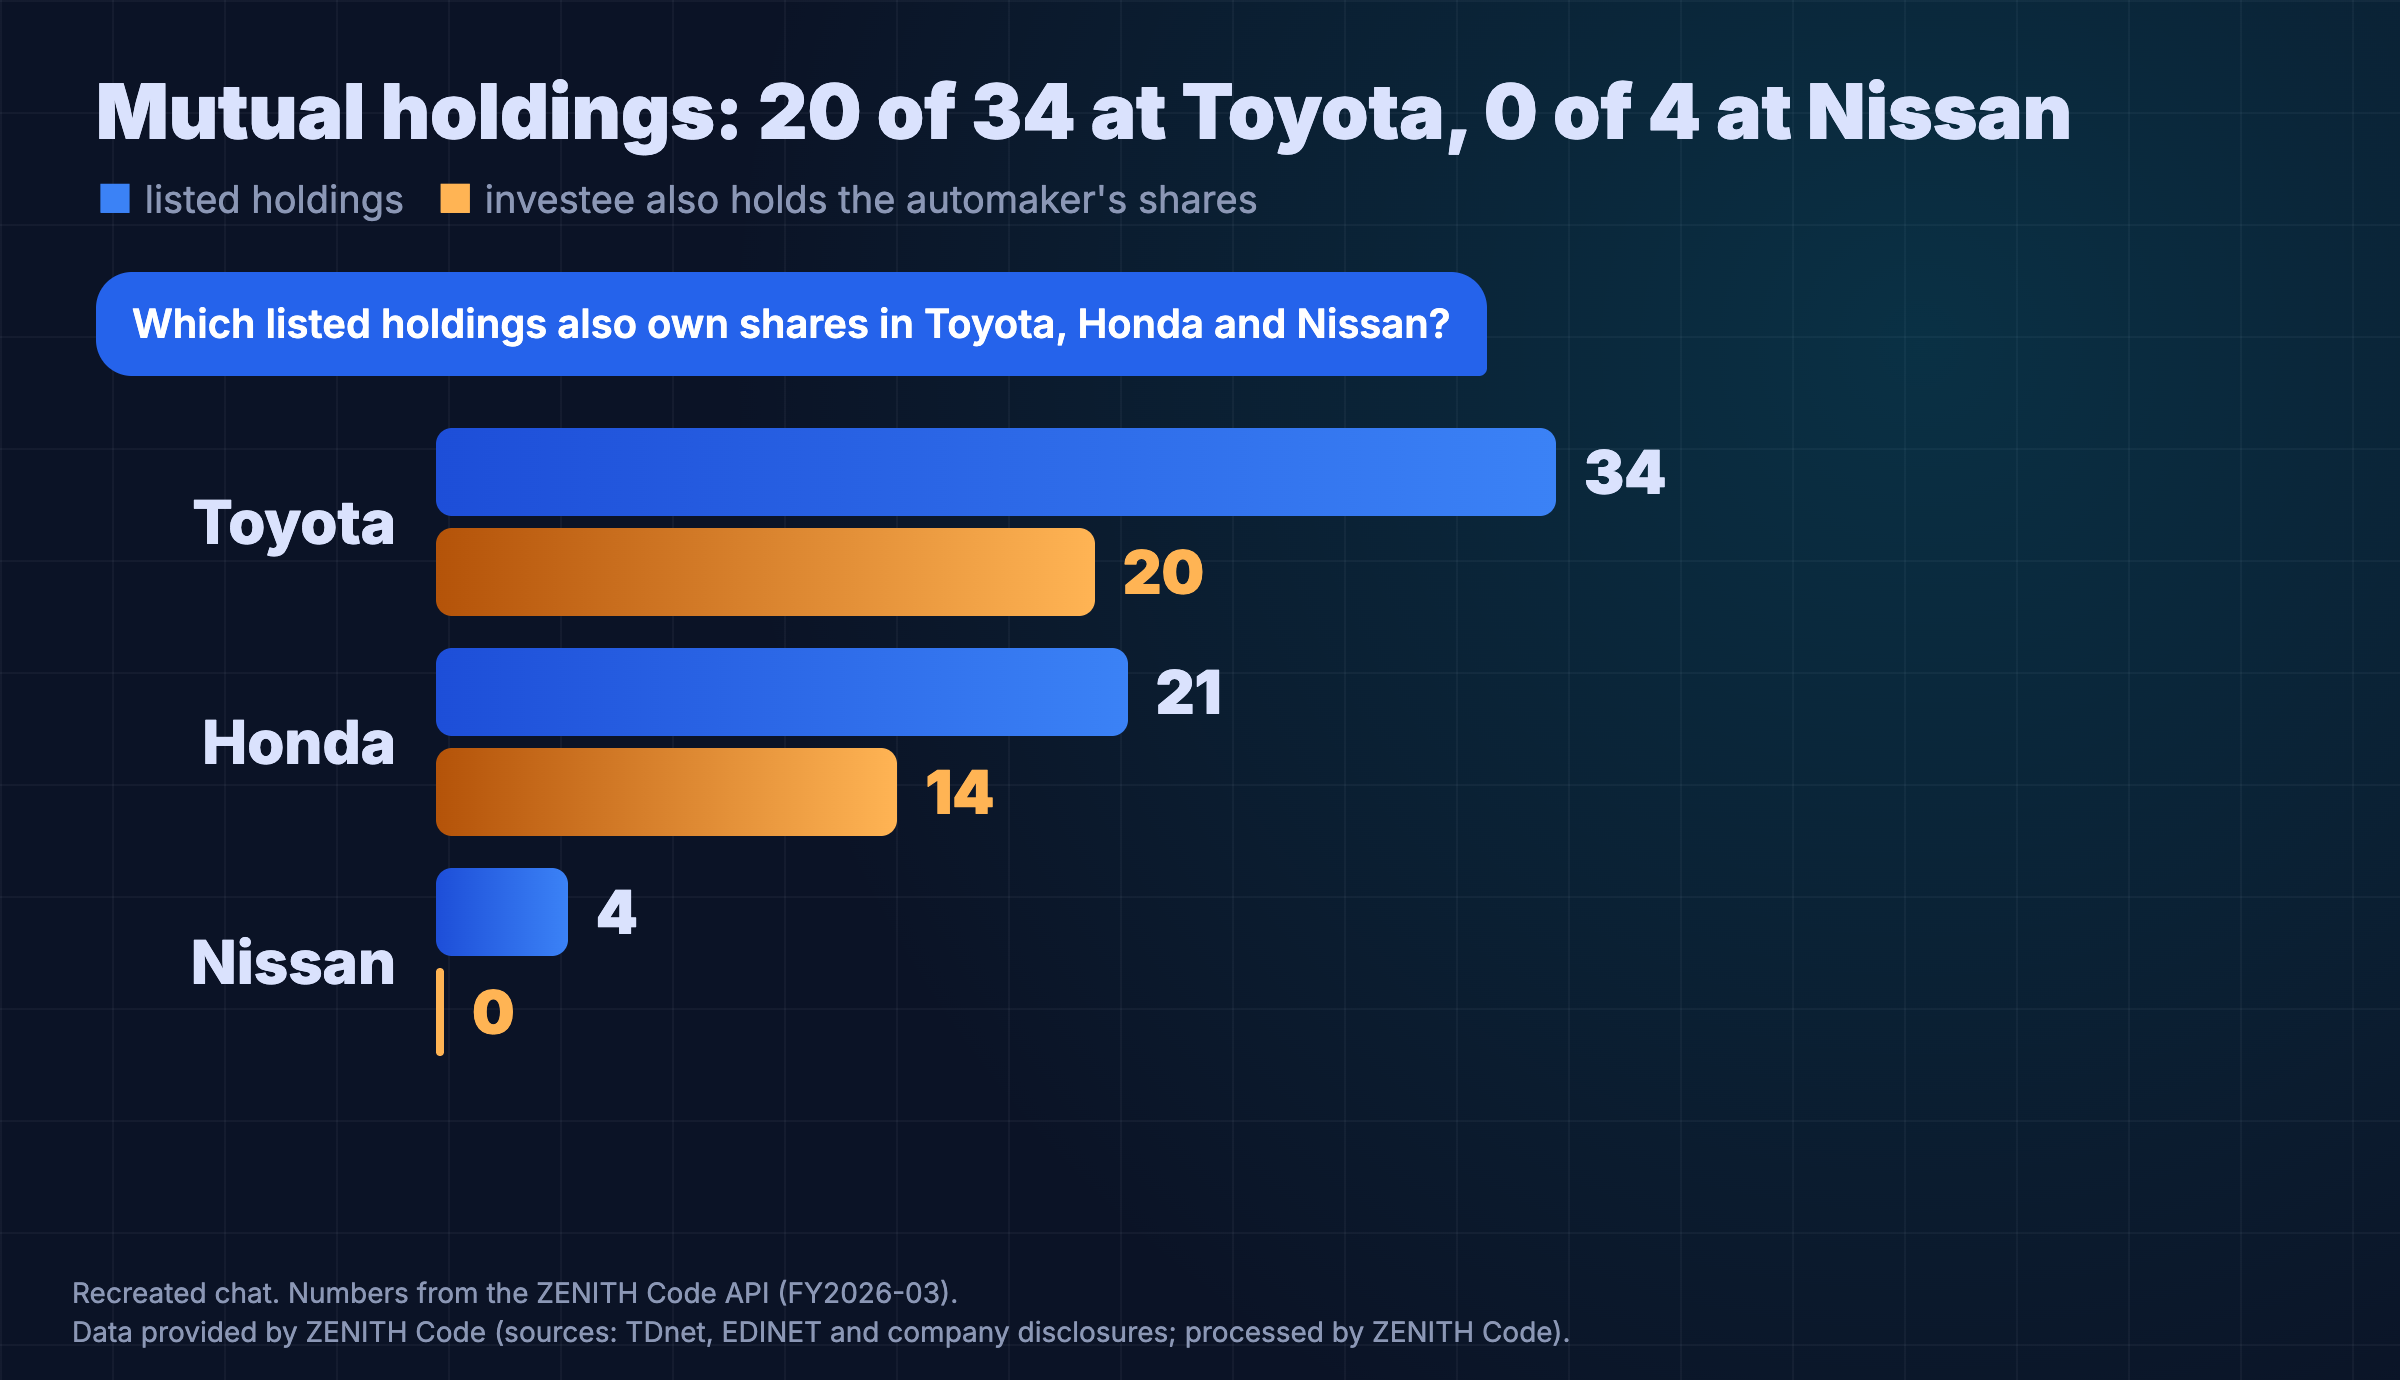 Mutual holdings: 20 of 34 at Toyota, 0 of 4 at Nissan
listed holdings investee also holds the automaker's shares
Which listed holdings also own shares in Toyota, Honda and Nissan?
34
Toyota
20
21
Honda
14
4
Nissan
0
Recreated chat. Numbers from the ZENITH Code API (FY2026-03).
Data provided by ZENITH Code (sources: TDnet, EDINET and company disclosures; processed by ZENITH Code).